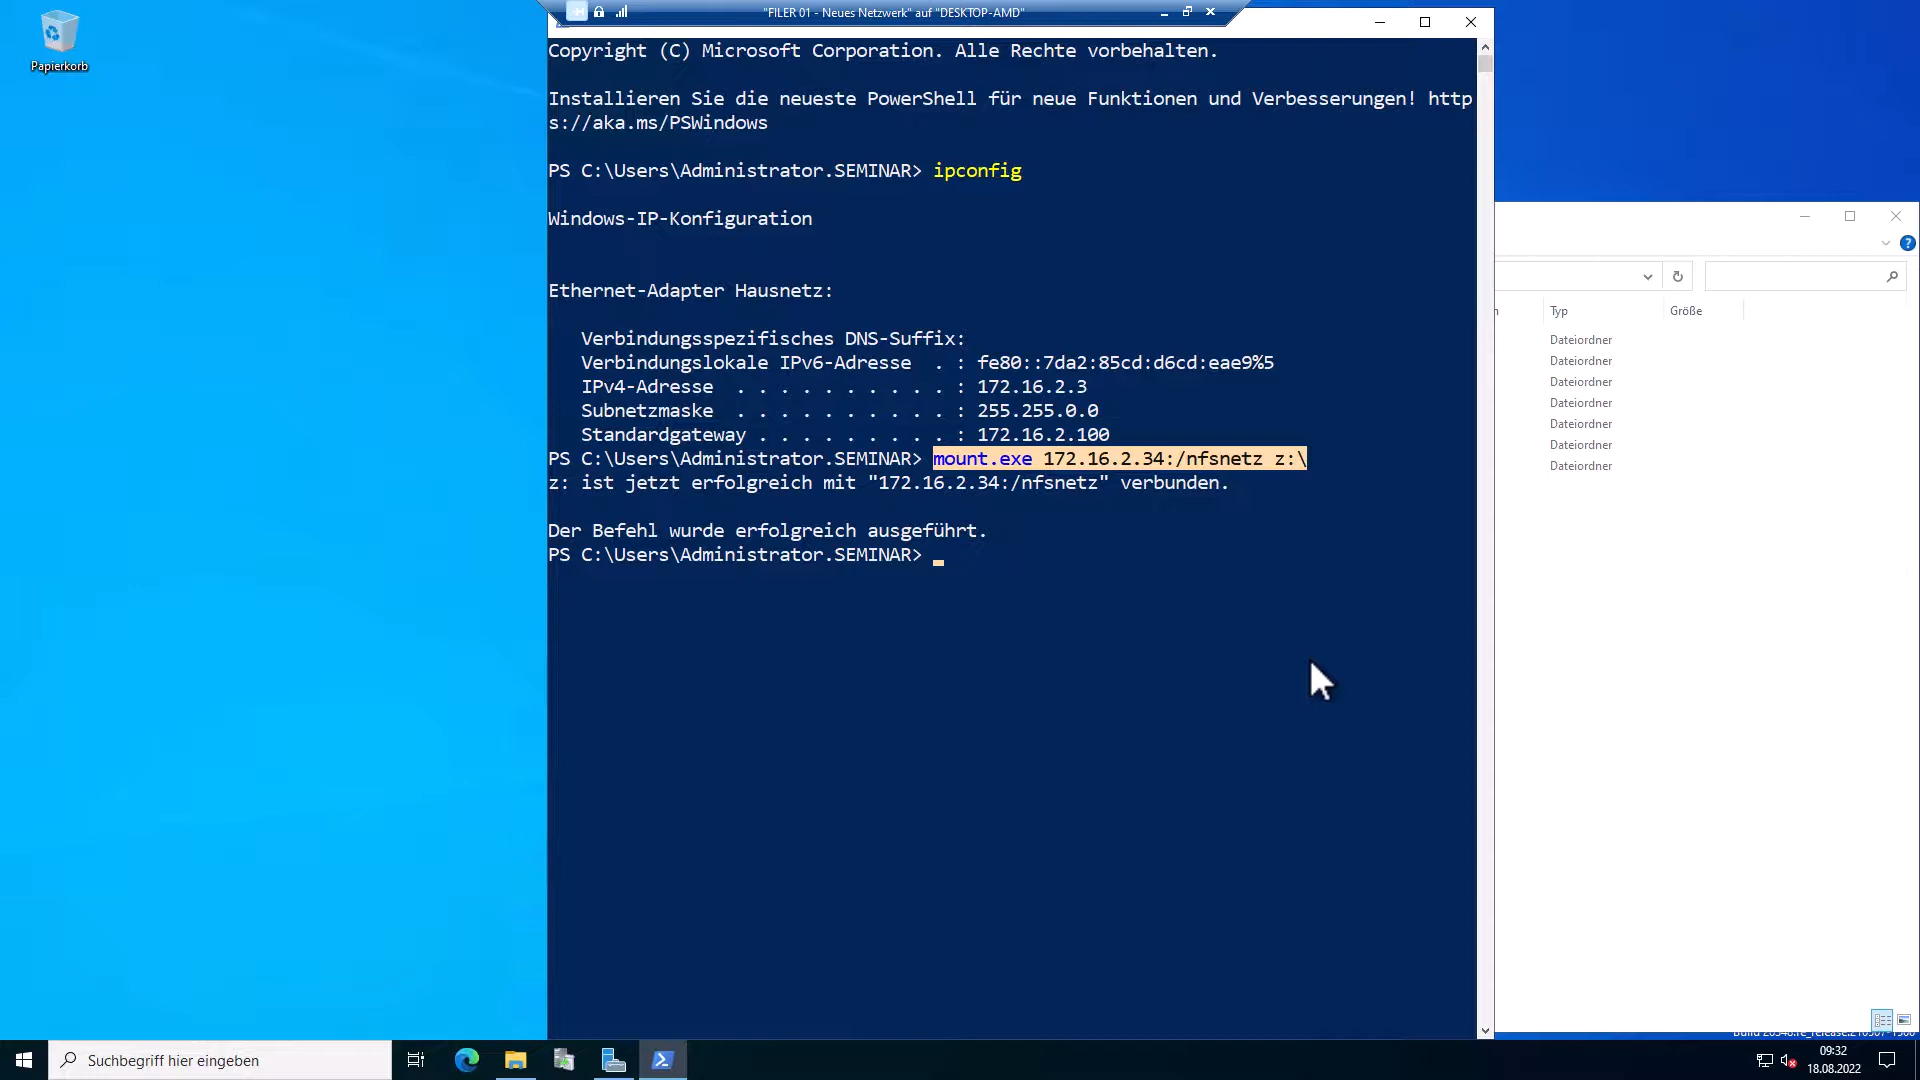 "FILER 01 - Neues Netzwerk" auf "DESKTOP-AMD"
Papierkorb
Copyright (C) Microsoft Corporation. Alle Rechte vorbehalten.
Installieren Sie die neueste PowerShell für neue Funktionen und Verbesserungen! http
s://aka.ms/PSWindows
PS C:\Users\Administrator.SEMINAR> ipconfig
Windows-IP-Konfiguration
Ethernet-Adapter Hausnetz:
Verbindungsspezifisches DNS-Suffix:
Verbindungslokale IPv6-Adresse  . : fe80::7da2:85cd:d6cd:eae9%5
IPv4-Adresse  . . . . . . . . . . : 172.16.2.3
Subnetzmaske  . . . . . . . . . . : 255.255.0.0
Standardgateway . . . . . . . . . : 172.16.2.100
PS C:\Users\Administrator.SEMINAR> mount.exe 172.16.2.34:/nfsnetz z:\
z: ist jetzt erfolgreich mit "172.16.2.34:/nfsnetz" verbunden.
Der Befehl wurde erfolgreich ausgeführt.
PS C:\Users\Administrator.SEMINAR>
Typ Größe
Dateiordner
Dateiordner
Dateiordner
Dateiordner
Dateiordner
Dateiordner
Dateiordner
Suchbegriff hier eingeben
09:32
18.08.2022